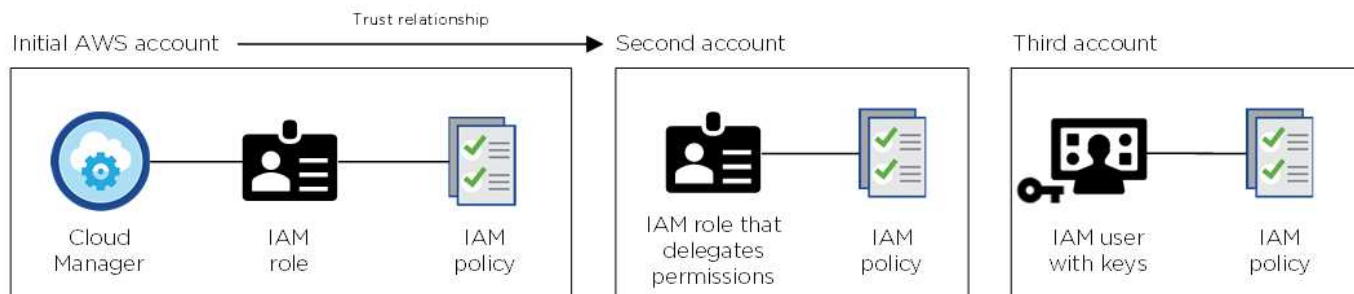 Trust relationship
Initial AWS account
Second account
Third account
Cloud
Manager
IAM
role
IAM
policy
IAM role that
delegates
permissions
IAM
policy
IAM user
with keys
IAM
policy